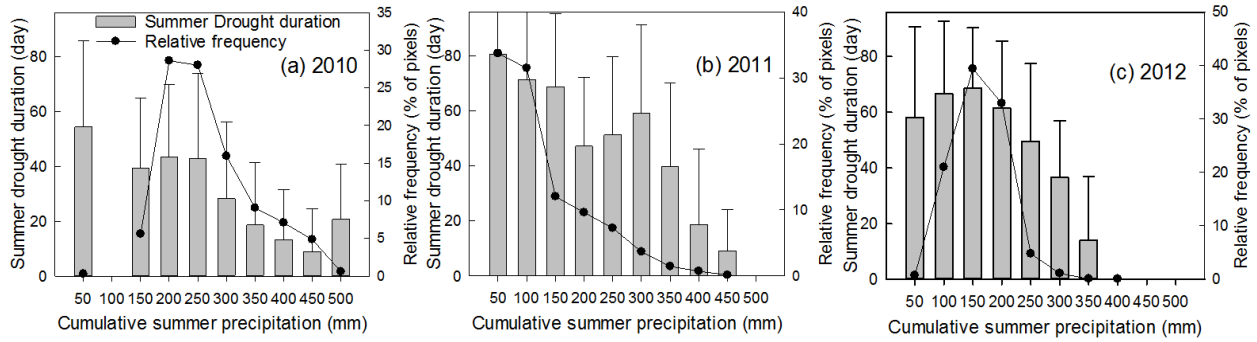 Summer Drought duration
Relative frequency
(a) 2010
Summer drought duration (day)
80
60
40
20
0
35
30
25
20
15
10
5
0
Relative frequency (% of pixels)
50 100 150 200 250 300 350 400 450 500
Cumulative summer precipitation (mm)
(b) 2011
Summer drought duration (day)
80
60
40
20
0
40
30
20
10
0
Relative frequency (% of pixels)
50 100 150 200 250 300 350 400 450 500
Cumulative summer precipitation (mm)
(c) 2012
Summer drought duration (day)
80
60
40
20
0
50
40
30
20
10
0
Relative frequency (% of pixels)
50 100 150 200 250 300 350 400 450 500
Cumulative summer precipitation (mm)